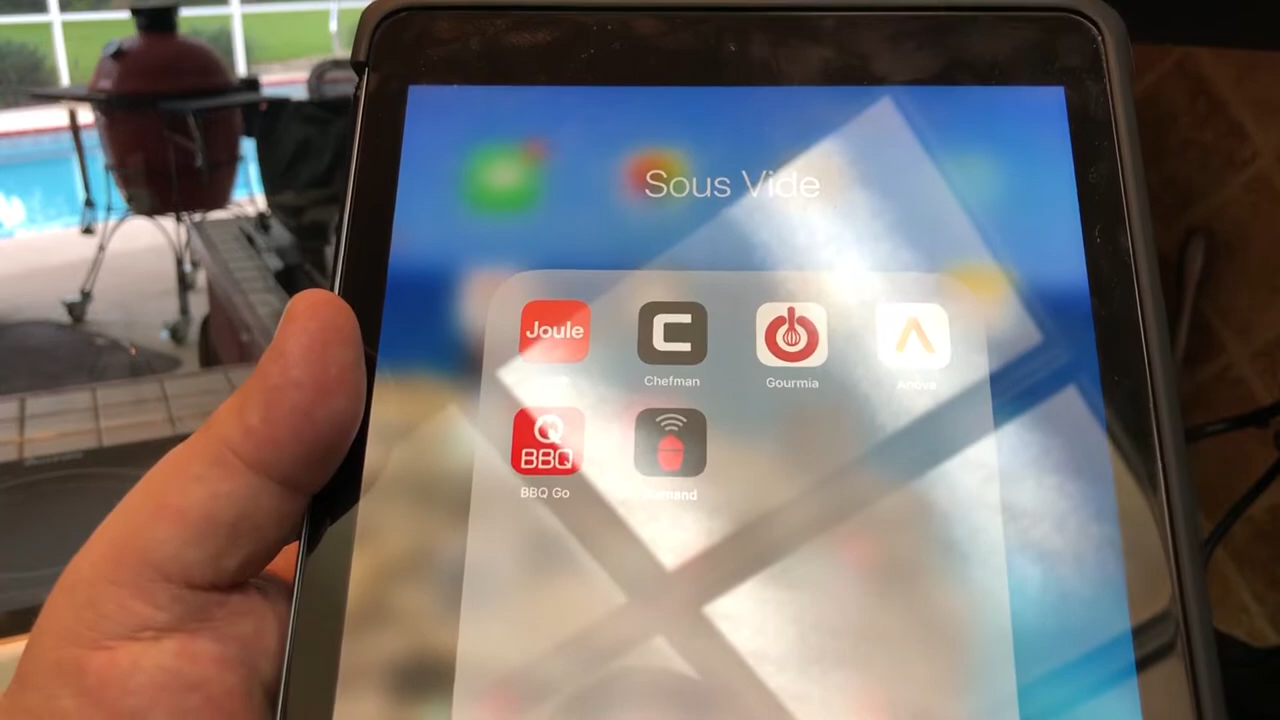 Sous Vide
Joule
Chefman
Gourmia
Anova
Q
BBQ
BBQ Go